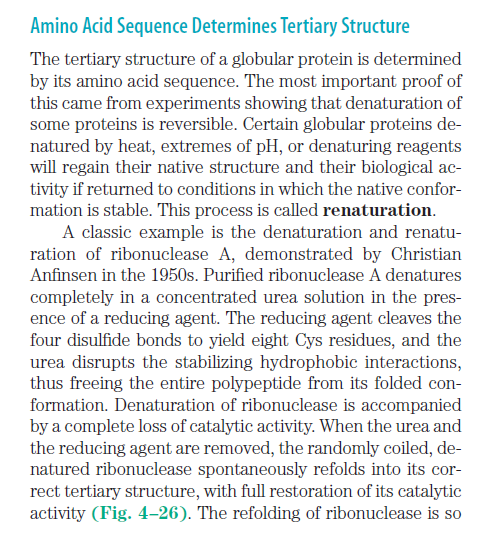 Amino Acid Sequence Determines Tertiary Structure
The tertiary structure of a globular protein is determined
by its amino acid sequence. The most important proof of
this came from experiments showing that denaturation of
some proteins is reversible. Certain globular proteins de-
natured by heat, extremes of pH, or denaturing reagents
will regain their native structure and their biological ac-
tivity if returned to conditions in which the native confor-
mation is stable. This process is called renaturation.
A classic example is the denaturation and renatu-
ration of ribonuclease A, demonstrated by Christian
Anfinsen in the 1950s. Purified ribonuclease A denatures
completely in a concentrated urea solution in the pres-
ence of a reducing agent. The reducing agent cleaves the
four disulfide bonds to yield eight Cys residues, and the
urea disrupts the stabilizing hydrophobic interactions,
thus freeing the entire polypeptide from its folded con-
formation. Denaturation of ribonuclease is accompanied
by a complete loss of catalytic activity. When the urea and
the reducing agent are removed, the randomly coiled, de-
natured ribonuclease spontaneously refolds into its cor-
rect tertiary structure, with full restoration of its catalytic
activity (Fig. 4–26). The refolding of ribonuclease is so